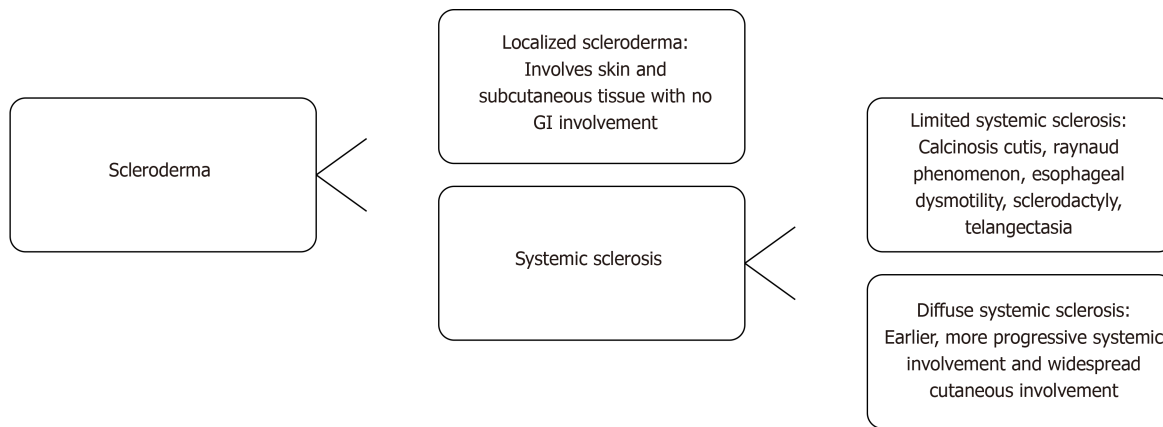 Scleroderma
Localized scleroderma:
Involves skin and
subcutaneous tissue with no
GI involvement
Systemic sclerosis
Limited systemic sclerosis:
Calcinosis cutis, raynaud
phenomenon, esophageal
dysmotility, sclerodactyly,
telangectasia
Diffuse systemic sclerosis:
Earlier, more progressive systemic
involvement and widespread
cutaneous involvement